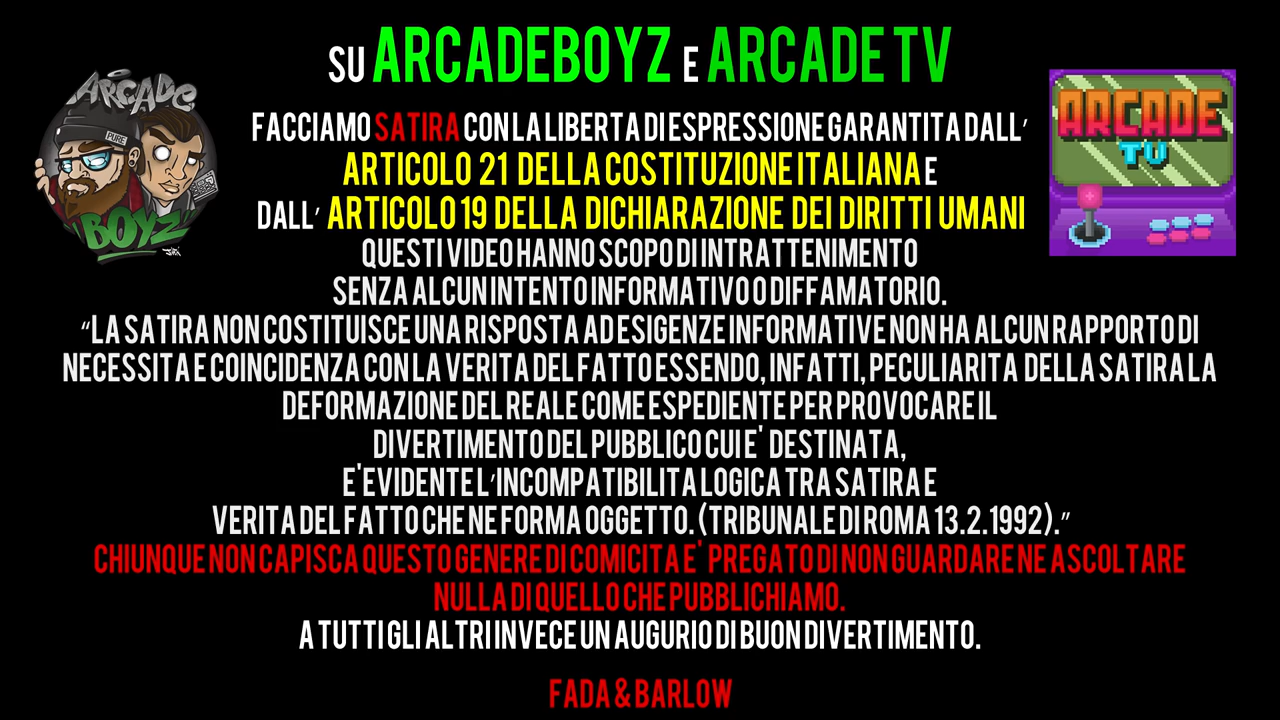 SU ARCADEBOYZ E ARCADE TV
ARCADE
PURE
BOYZ
ARCADE
TV
FACCIAMO SATIRA CON LA LIBERTA DI ESPRESSIONE GARANTITA DALL'
ARTICOLO 21 DELLA COSTITUZIONE ITALIANA E
DALL' ARTICOLO 19 DELLA DICHIARAZIONE DEI DIRITTI UMANI
QUESTI VIDEO HANNO SCOPO DI INTRATTENIMENTO
SENZA ALCUN INTENTO INFORMATIVO O DIFFAMATORIO.
"LA SATIRA NON COSTITUISCE UNA RISPOSTA AD ESIGENZE INFORMATIVE NON HA ALCUN RAPPORTO DI
NECESSITA E COINCIDENZA CON LA VERITA DEL FATTO ESSENDO, INFATTI, PECULIARITA DELLA SATIRA LA
DEFORMAZIONE DEL REALE COME ESPEDIENTE PER PROVOCARE IL
DIVERTIMENTO DEL PUBBLICO CUI E' DESTINATA,
E'EVIDENTE L'INCOMPATIBILITA LOGICA TRA SATIRA E
VERITA DEL FATTO CHE NE FORMA OGGETTO. (TRIBUNALE DI ROMA 13.2.1992)."
CHIUNQUE NON CAPISCA QUESTO GENERE DI COMICITA E' PREGATO DI NON GUARDARE NE ASCOLTARE
NULLA DI QUELLO CHE PUBBLICHIAMO.
A TUTTI GLI ALTRI INVECE UN AUGURIO DI BUON DIVERTIMENTO.
FADA & BARLOW